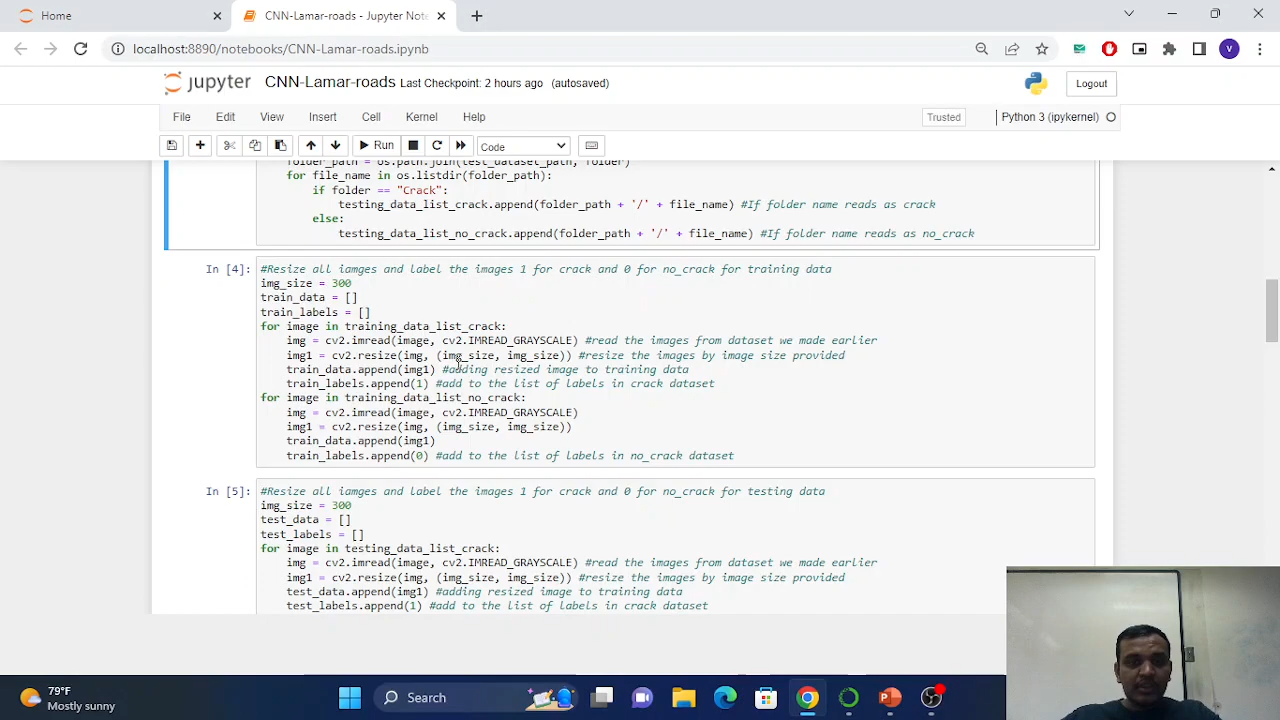 Home
CNN-Lamar-roads - Jupyter Not
localhost:8890/notebooks/CNN-Lamar-roads.ipynb
V
jupyter CNN-Lamar-roads Last Checkpoint: 2 hours ago (autosaved)
Logout
File Edit View Insert Cell Kernel Help
Trusted
Python 3 (ipykernel)
Run
Code
folder_path = os.path.join(test_dataset_path, folder)
for file_name in os.listdir(folder_path):
if folder == "Crack":
testing_data_list_crack.append(folder_path + '/' + file_name) #If folder name reads as crack
else:
testing_data_list_no_crack.append(folder_path + '/' + file_name) #If folder name reads as no_crack
In [4]:
#Resize all iamges and label the images 1 for crack and 0 for no_crack for training data
img_size = 300
train_data = []
train_labels = []
for image in training_data_list_crack:
img = cv2.imread(image, cv2.IMREAD_GRAYSCALE) #read the images from dataset we made earlier
img1 = cv2.resize(img, (img_size, img_size)) #resize the images by image size provided
train_data.append(img1) #adding resized image to training data
train_labels.append(1) #add to the list of labels in crack dataset
for image in training_data_list_no_crack:
img = cv2.imread(image, cv2.IMREAD_GRAYSCALE)
img1 = cv2.resize(img, (img_size, img_size))
train_data.append(img1)
train_labels.append(0) #add to the list of labels in no_crack dataset
In [5]:
#Resize all iamges and label the images 1 for crack and 0 for no_crack for testing data
img_size = 300
test_data = []
test_labels = []
for image in testing_data_list_crack:
img = cv2.imread(image, cv2.IMREAD_GRAYSCALE) #read the images from dataset we made earlier
img1 = cv2.resize(img, (img_size, img_size)) #resize the images by image size provided
test_data.append(img1) #adding resized image to training data
test_labels.append(1) #add to the list of labels in crack dataset
79°F
Mostly sunny
Search